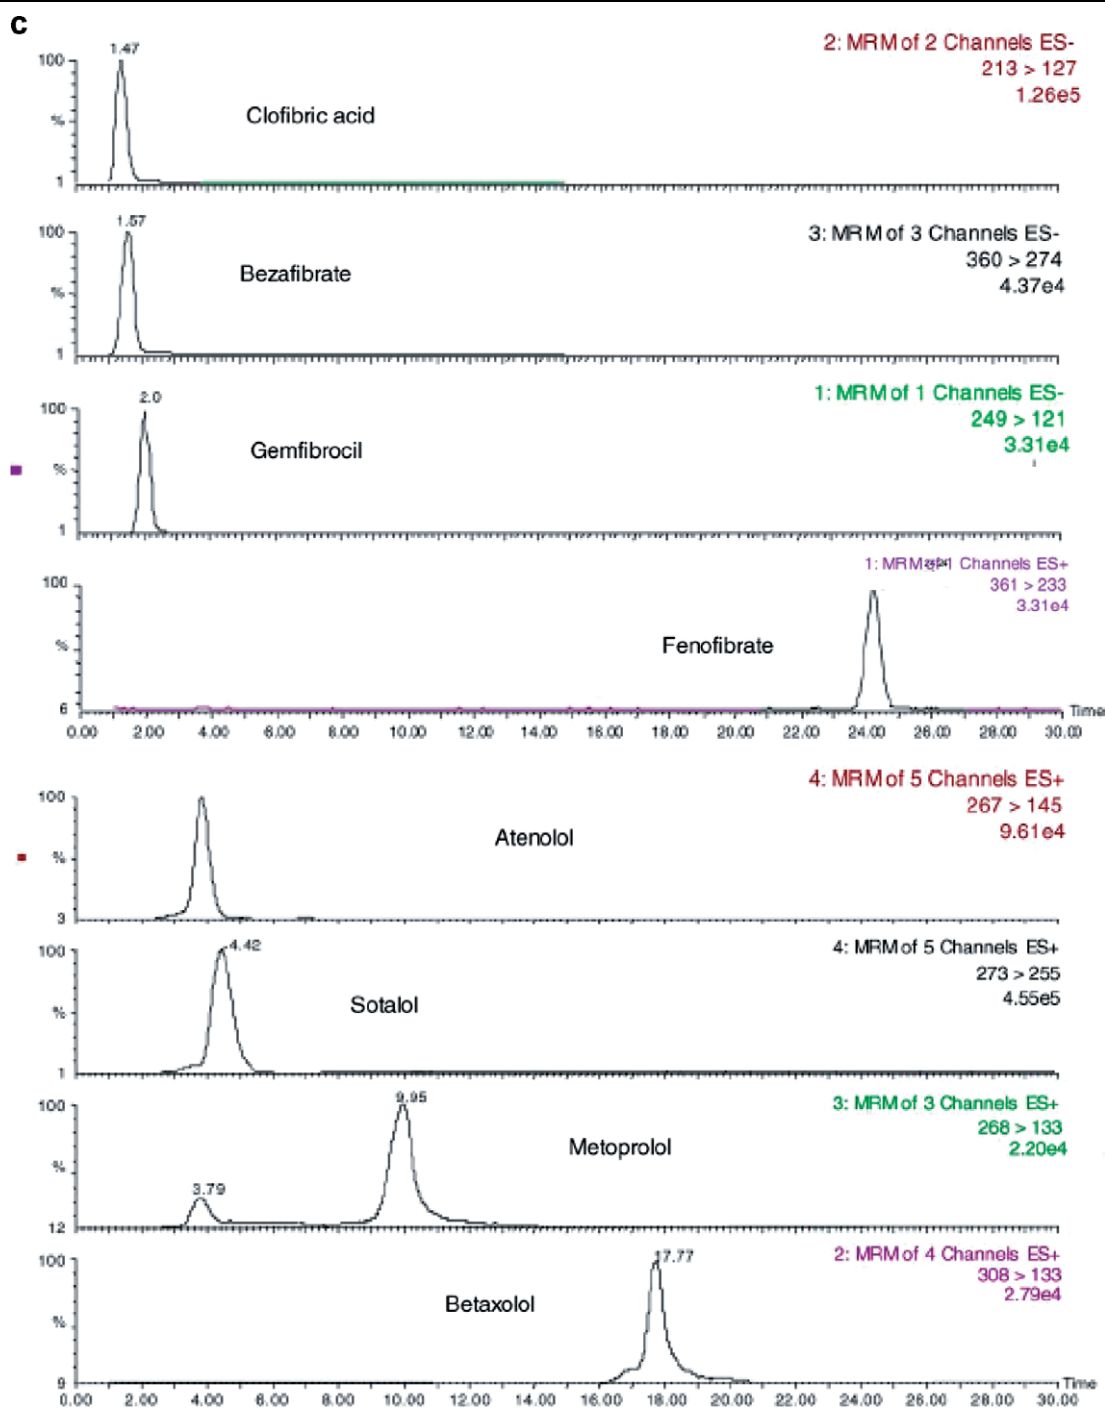 c
1.47
2: MRM of 2 Channels ES-
213 > 127
1.26e5
100
%
1
Clofibric acid
1.57
3: MRM of 3 Channels ES-
360 > 274
4.37e4
100
%
1
Bezafibrate
2.0
1: MRM of 1 Channels ES-
249 > 121
3.31e4
100
%
1
Gemfibrocil
Channels ES+
361 > 233
3.31e4
100
%
6
Fenofibrate
Time
0.00 2.00 4.00 6.00 8.00 10.00 12.00 14.00 16.00 18.00 20.00 22.00 24.00 26.00 28.00 30.00
4: MRM of 5 Channels ES+
267 > 145
9.61e4
100
%
3
Atenolol
4.42
4: MRM of 5 Channels ES+
273 > 255
4.55e5
100
%
1
Sotalol
9.95
3: MRM of 3 Channels ES+
268 > 133
2.20e4
100
%
12
3.79
Metoprolol
17.77
2: MRM of 4 Channels ES+
308 > 133
2.79e4
100
%
9
Betaxolol
Time
0.00 2.00 4.00 6.00 8.00 10.00 12.00 14.00 16.00 18.00 20.00 22.00 24.00 26.00 28.00 30.00